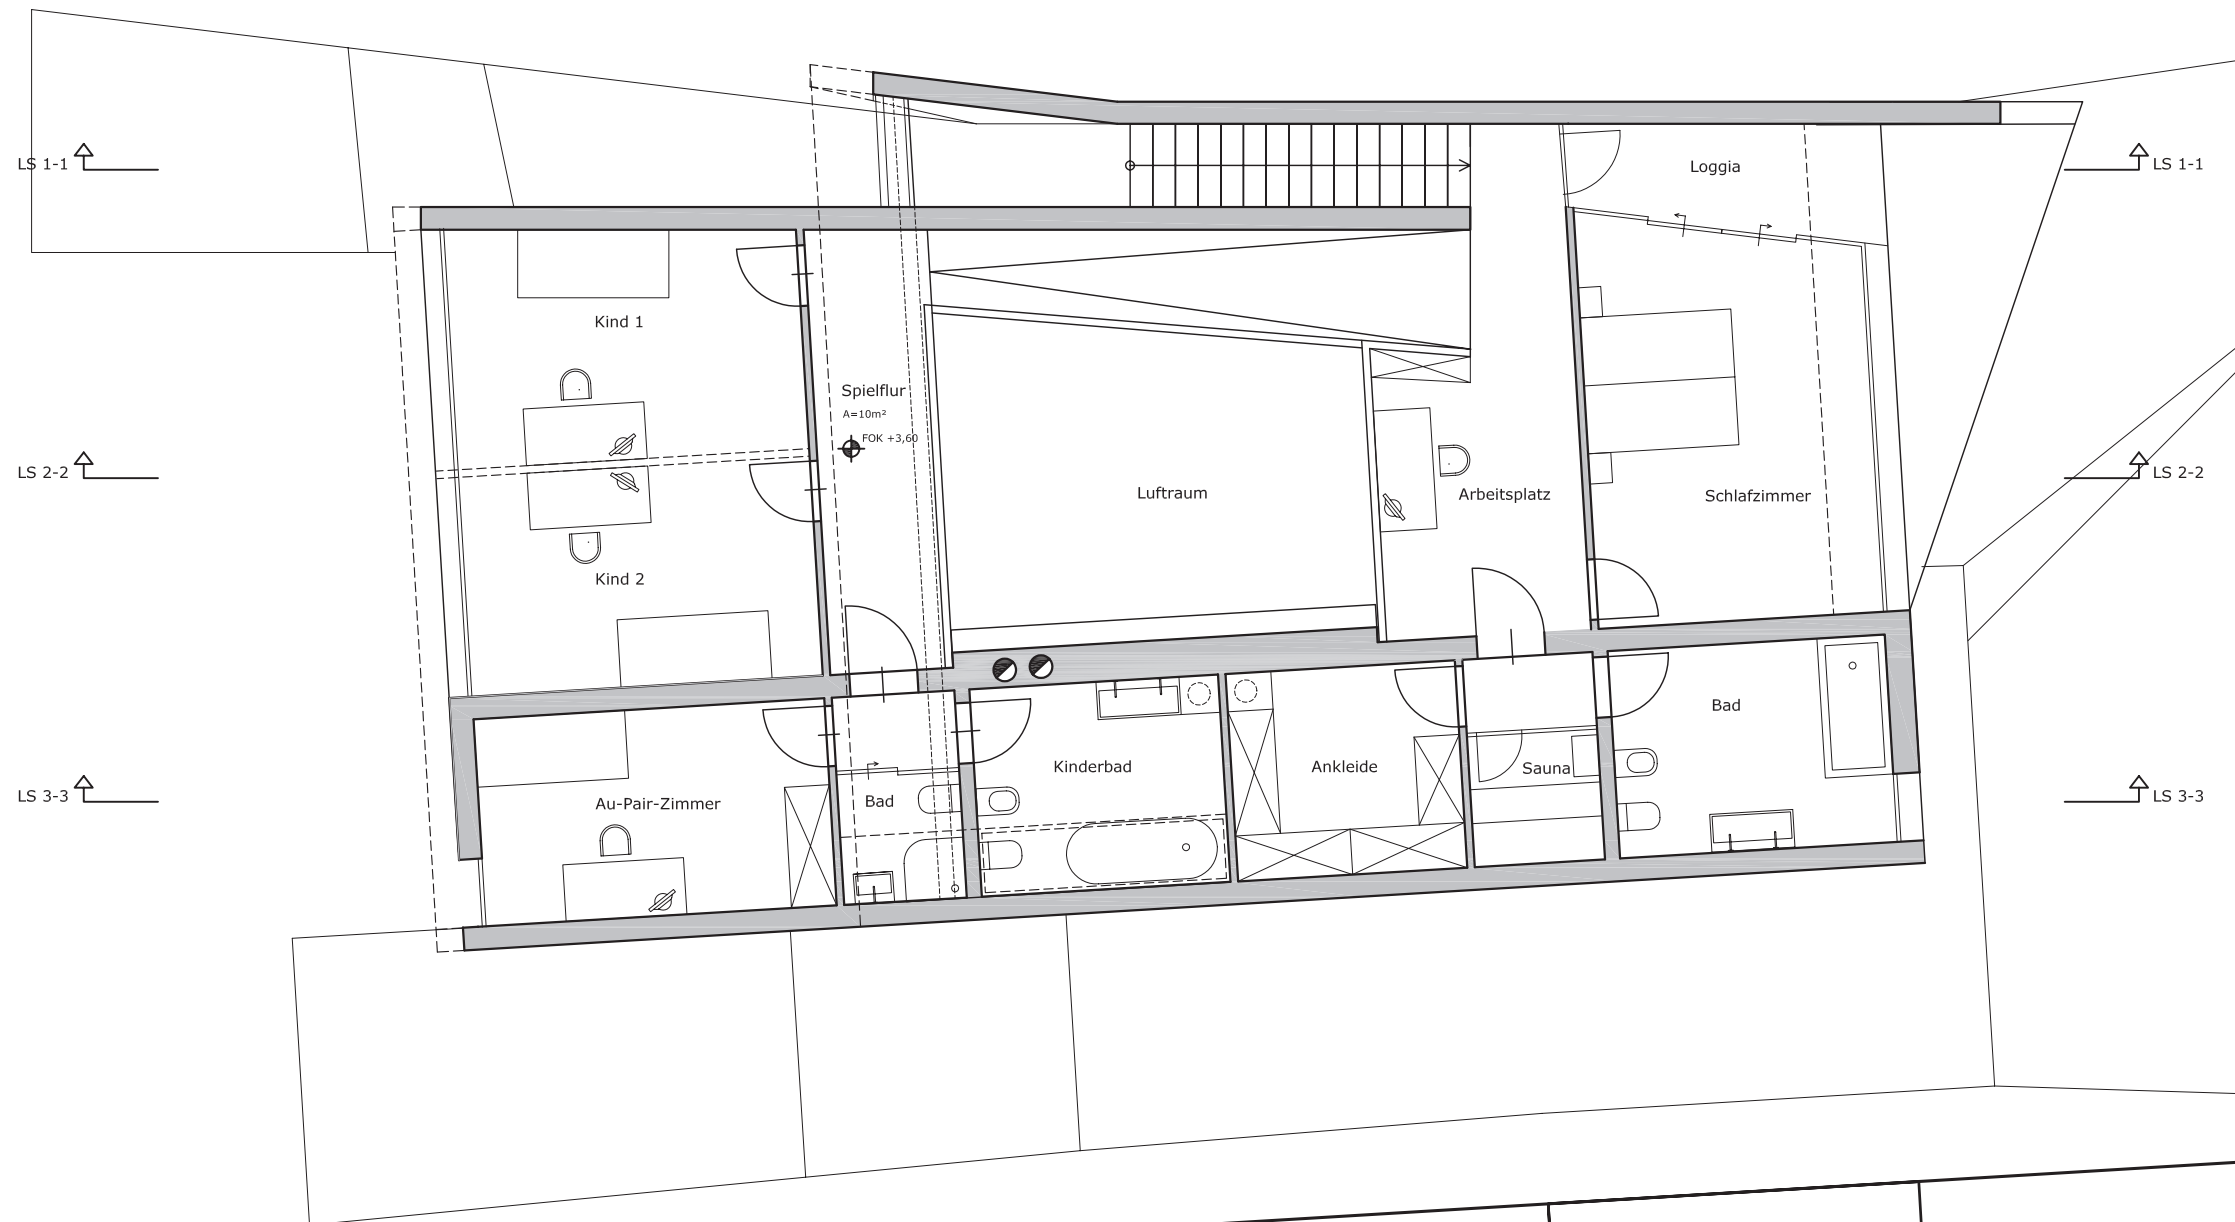 LS 1-1
Loggia
LS 1-1
Kind 1
Spielflur
A=10m²
FOK +3,60
LS 2-2
Luftraum
Arbeitsplatz
Schlafzimmer
LS 2-2
Kind 2
Bad
Kinderbad
Ankleide
Sauna
LS 3-3
Au-Pair-Zimmer
Bad
LS 3-3